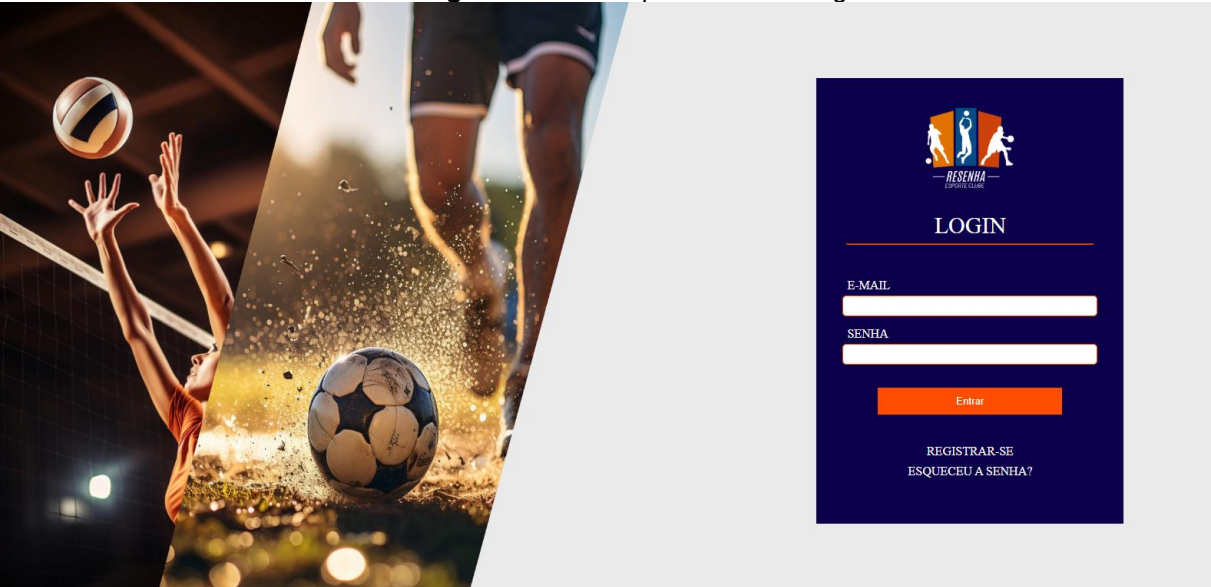 RESENHA
ESPORTE CLUBE
LOGIN
E-MAIL
SENHA
Entrar
REGISTRAR-SE
ESQUECEU A SENHA?